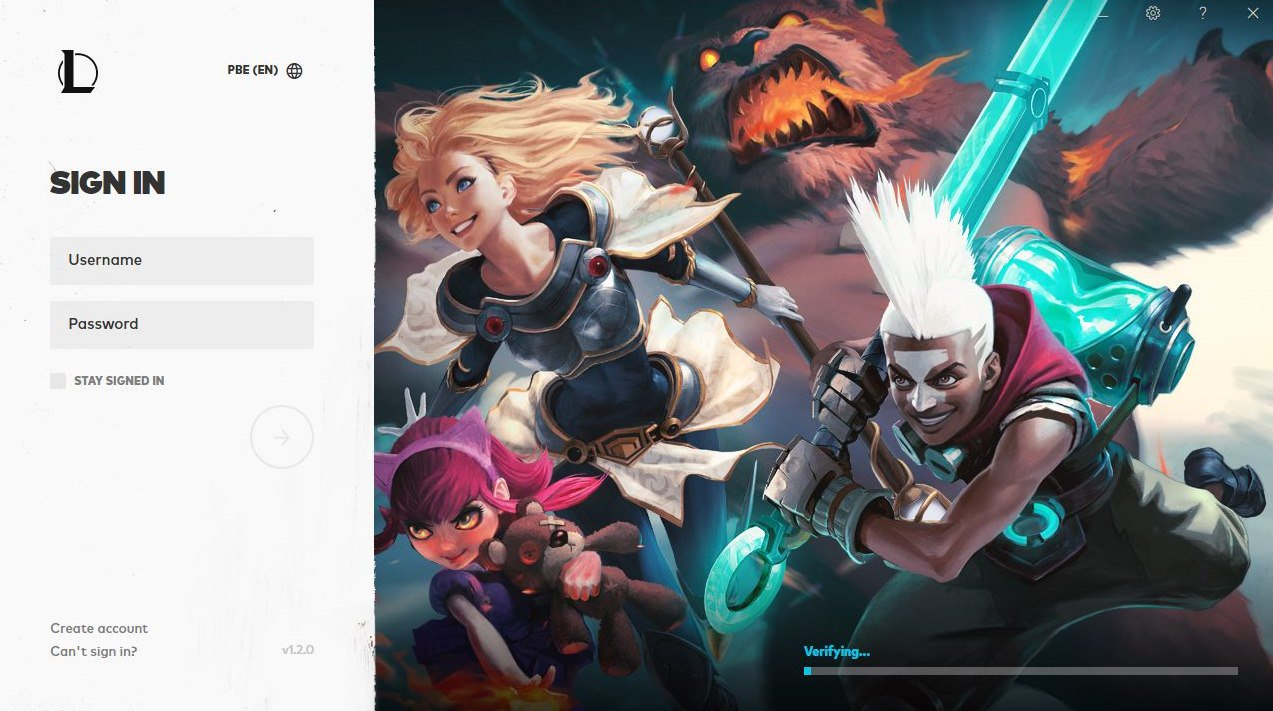 PBE (EN)
SIGN IN
Username
Password
STAY SIGNED IN
Create account
Can't sign in?
v1.2.0
Verifying...
?